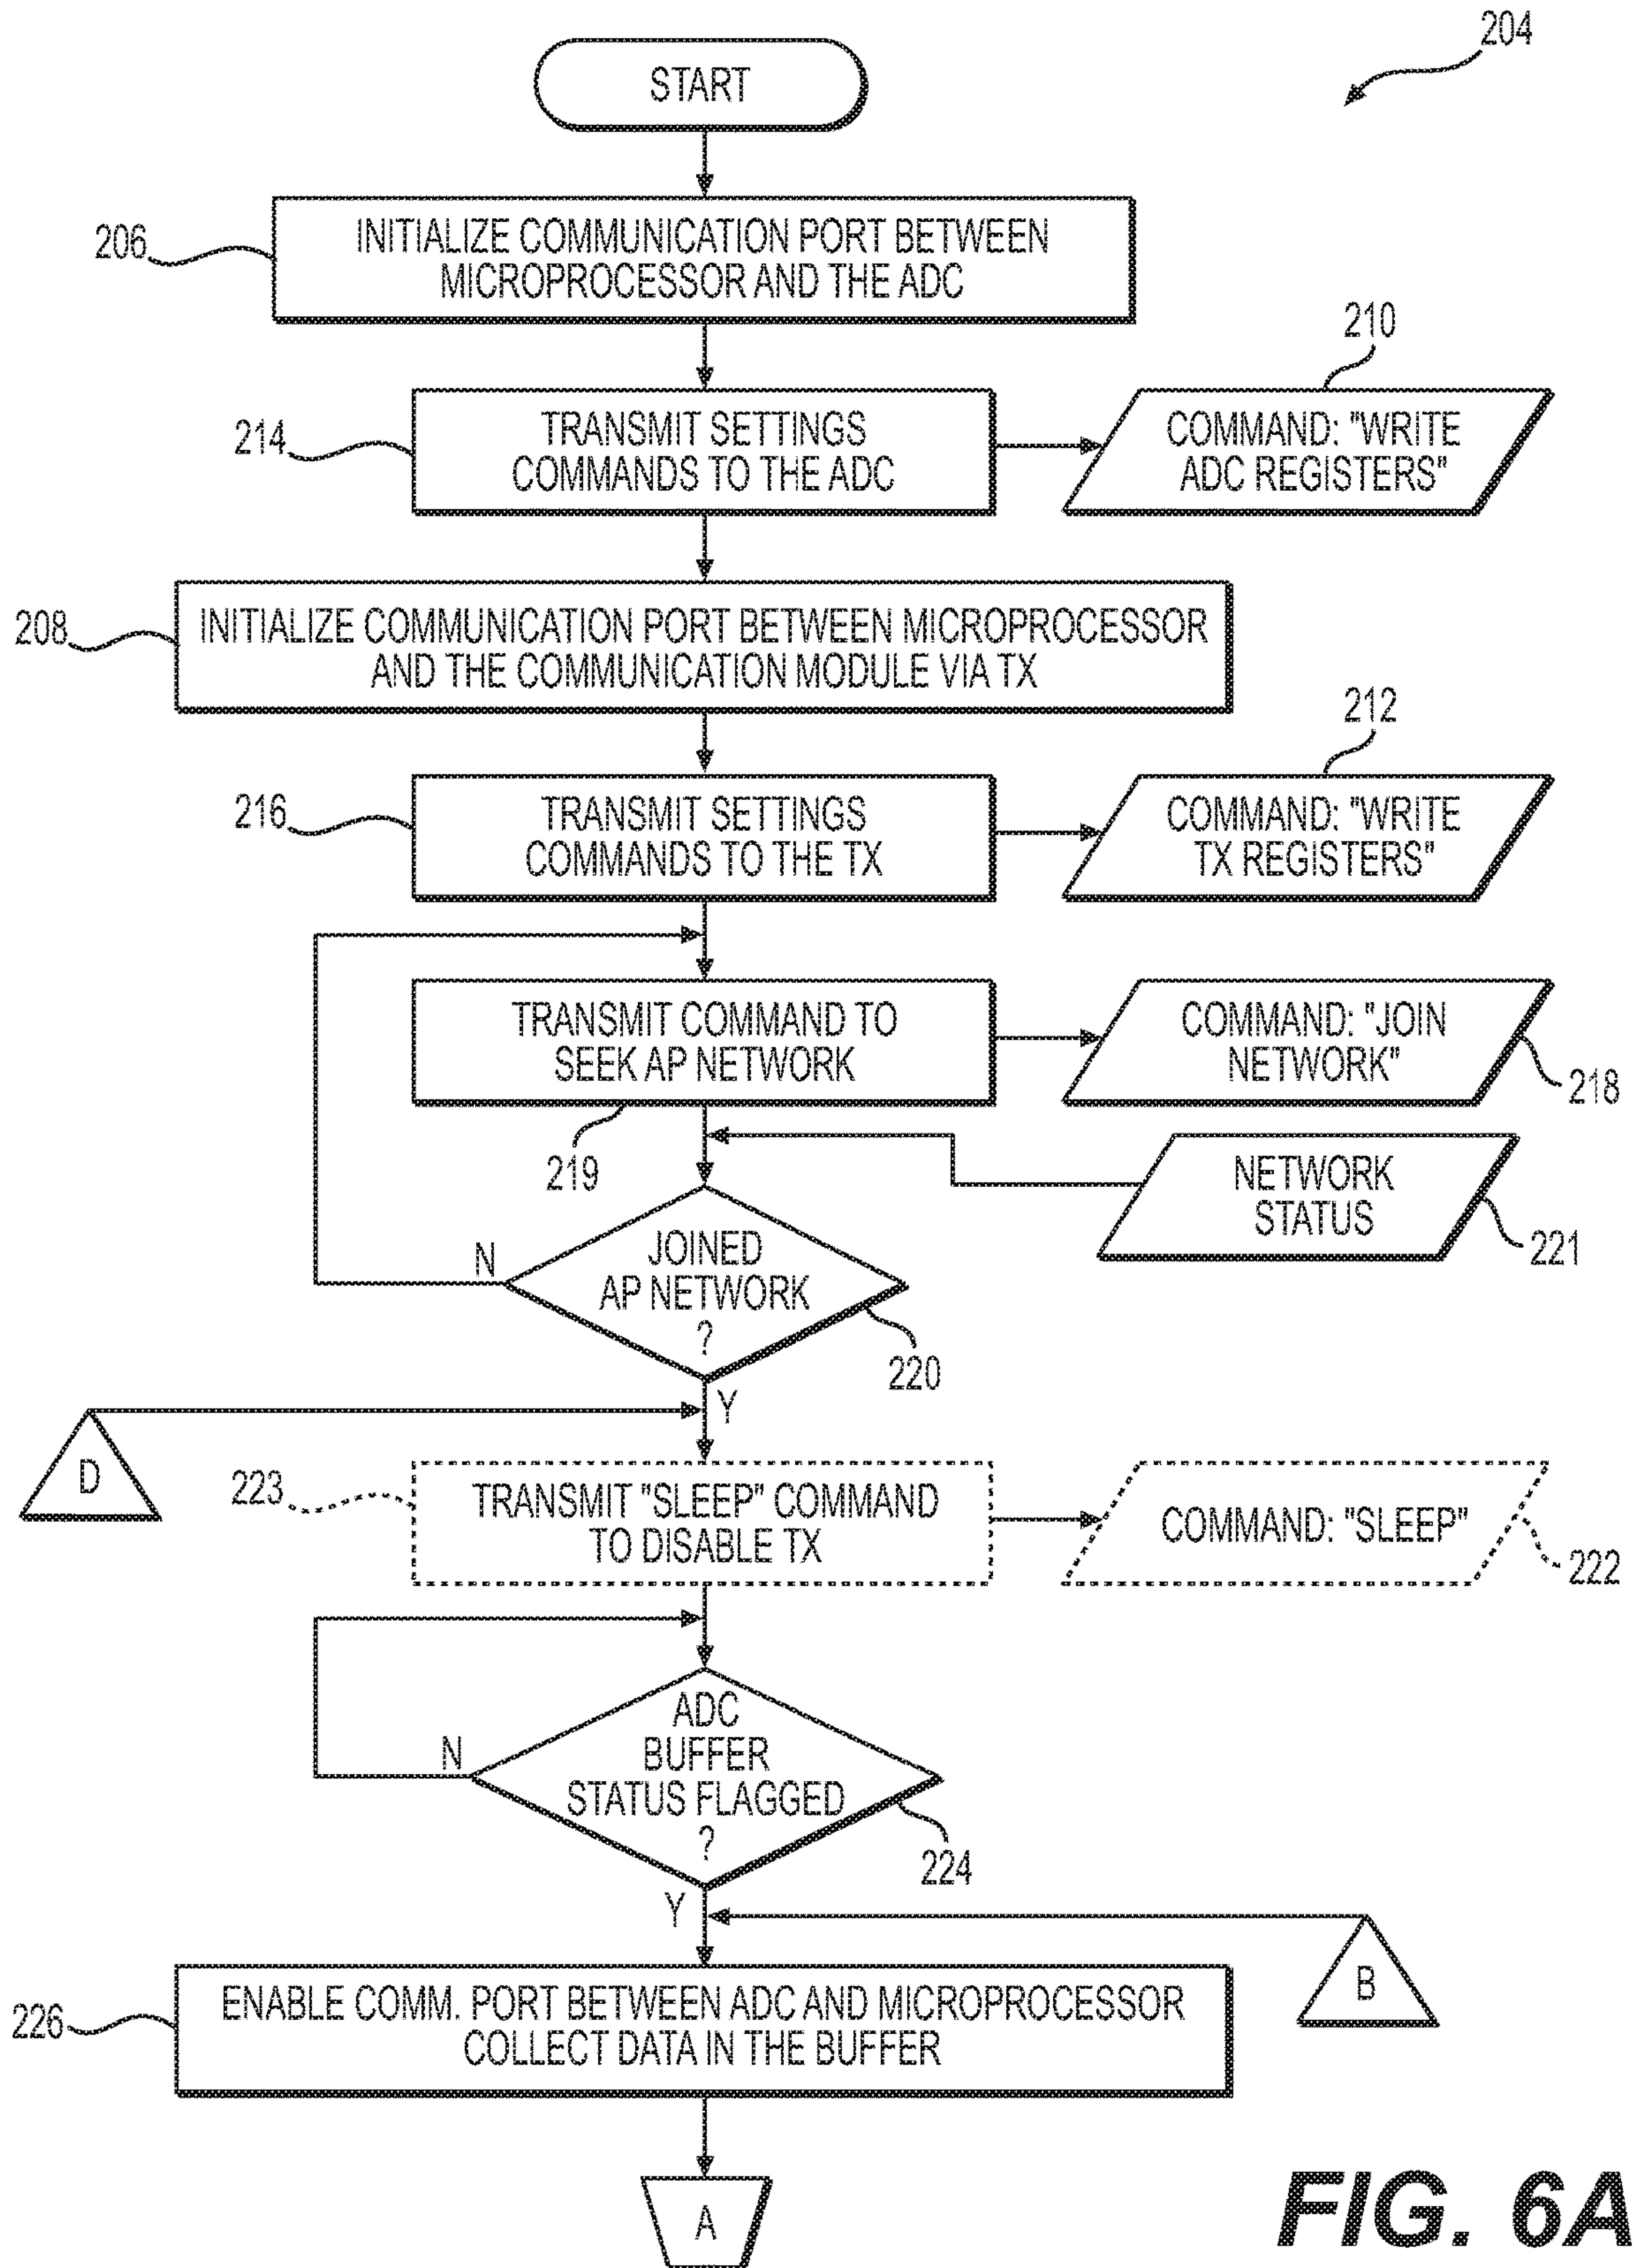 204
START
206
INITIALIZE COMMUNICATION PORT BETWEEN
MICROPROCESSOR AND THE ADC
210
214
TRANSMIT SETTINGS
COMMANDS TO THE ADC
COMMAND: "WRITE
ADC REGISTERS"
208
INITIALIZE COMMUNICATION PORT BETWEEN MICROPROCESSOR
AND THE COMMUNICATION MODULE VIA TX
212
216
TRANSMIT SETTINGS
COMMANDS TO THE TX
COMMAND: "WRITE
TX REGISTERS"
TRANSMIT COMMAND TO
SEEK AP NETWORK
COMMAND: "JOIN
NETWORK"
218
219
NETWORK
STATUS
221
N
JOINED
AP NETWORK
?
220
Y
D
223
TRANSMIT "SLEEP" COMMAND
TO DISABLE TX
COMMAND: "SLEEP"
222
N
ADC
BUFFER
STATUS FLAGGED
?
224
Y
B
226
ENABLE COMM. PORT BETWEEN ADC AND MICROPROCESSOR
COLLECT DATA IN THE BUFFER
A
FIG. 6A